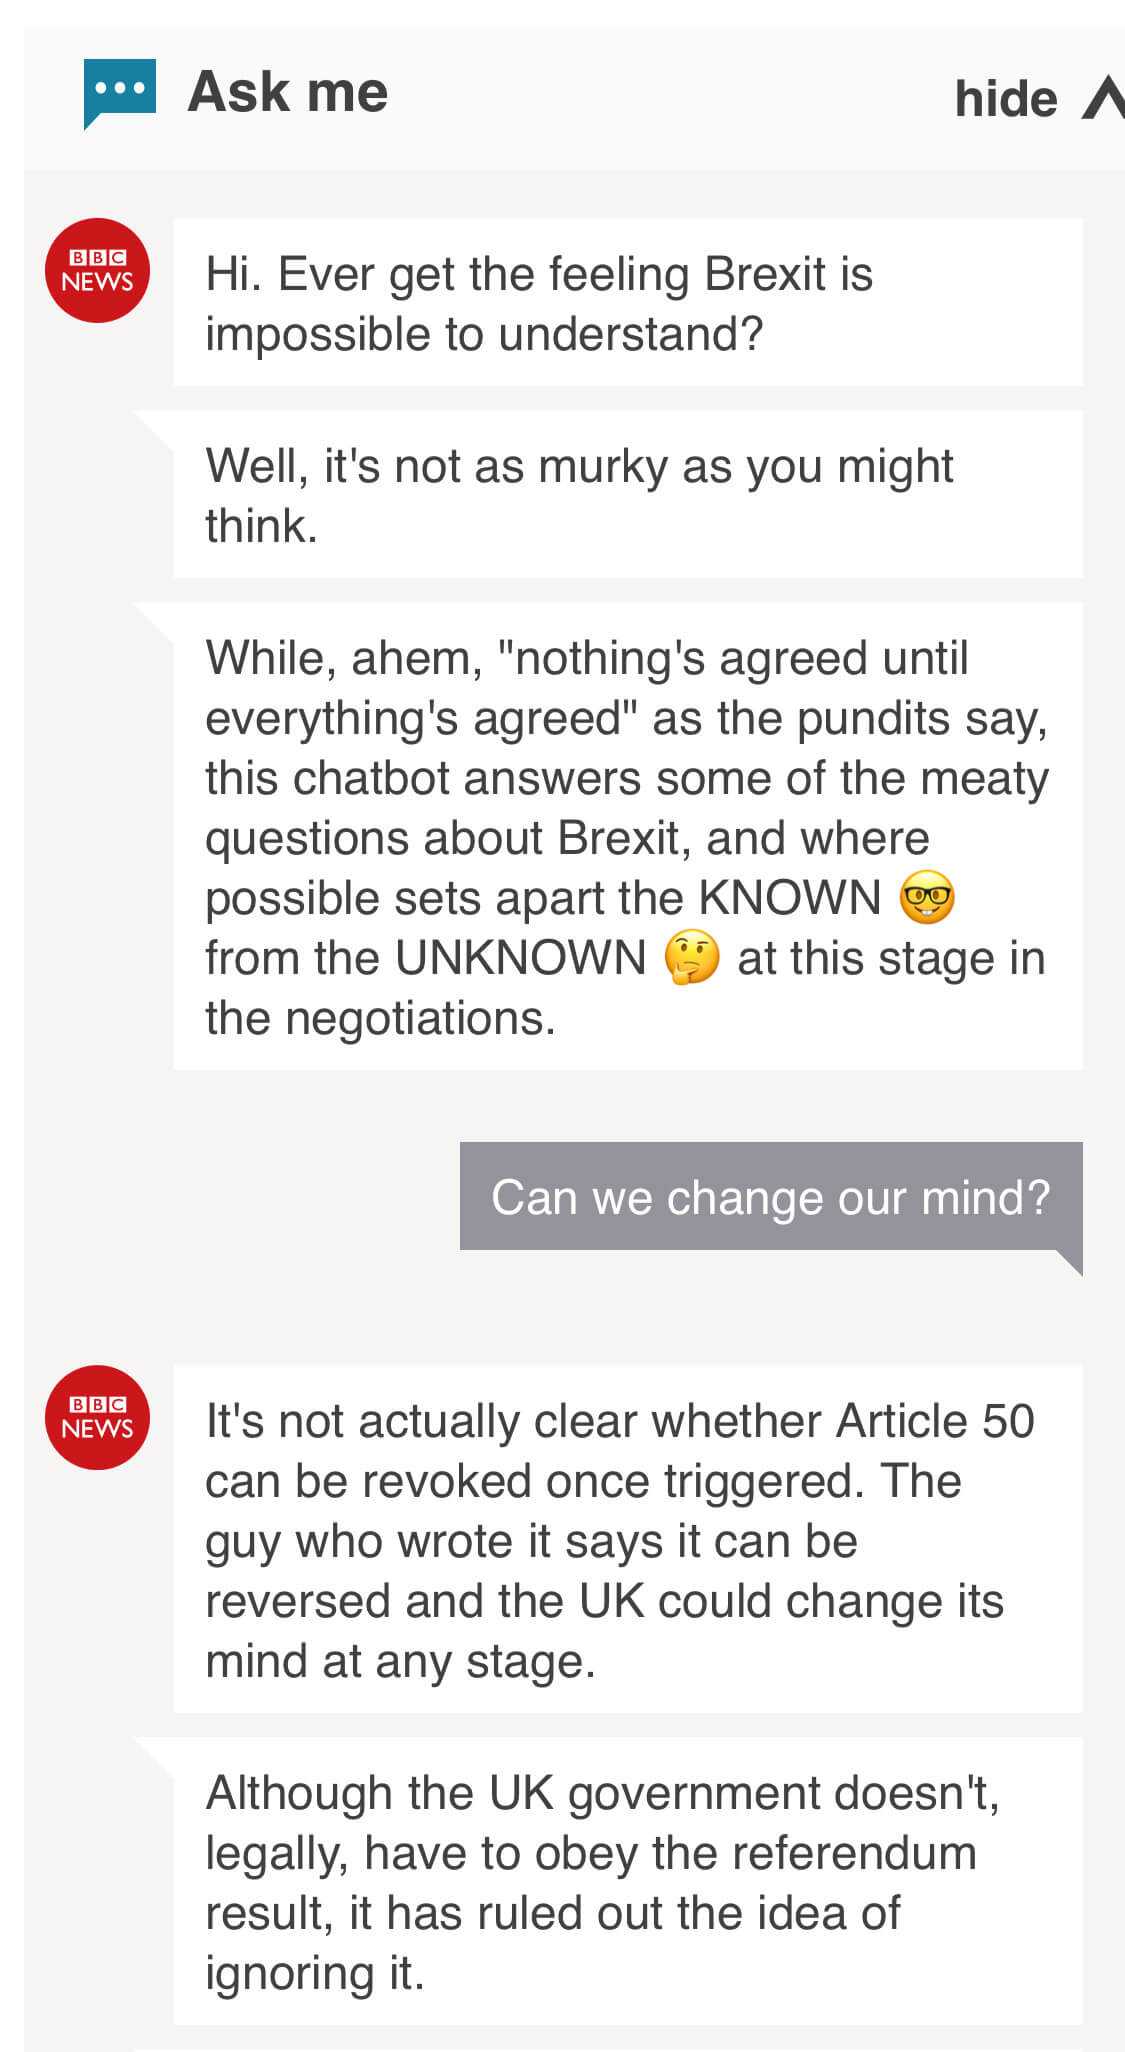 Ask me
hide
BBC
NEWS
Hi. Ever get the feeling Brexit is
impossible to understand?
Well, it's not as murky as you might
think.
While, ahem, "nothing's agreed until
everything's agreed" as the pundits say,
this chatbot answers some of the meaty
questions about Brexit, and where
possible sets apart the KNOWN 🤓
from the UNKNOWN 🤔 at this stage in
the negotiations.
Can we change our mind?
BBC
NEWS
It's not actually clear whether Article 50
can be revoked once triggered. The
guy who wrote it says it can be
reversed and the UK could change its
mind at any stage.
Although the UK government doesn't,
legally, have to obey the referendum
result, it has ruled out the idea of
ignoring it.